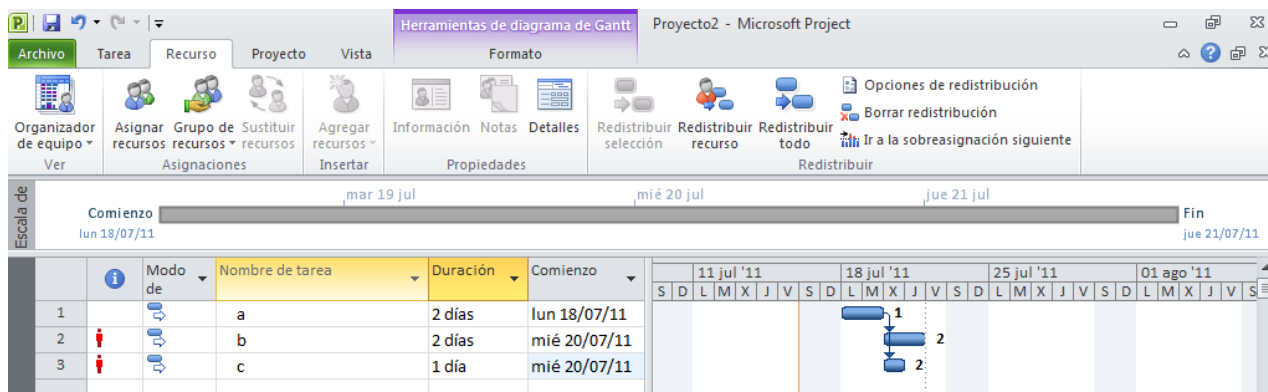 Herramientas de diagrama de Gantt Proyecto2 - Microsoft Project
Archivo Tarea Recurso Proyecto Vista Formato
Organizador de equipo
Ver
Asignar recursos
Grupo de recursos
Sustituir recursos
Asignaciones
Agregar recursos
Insertar
Información
Notas
Detalles
Propiedades
Redistribuir selección
Redistribuir recurso
Redistribuir todo
Opciones de redistribución
Borrar redistribución
Ir a la sobreasignación siguiente
Redistribuir
Escala de
mar 19 jul mié 20 jul jue 21 jul
Comienzo Fin
lun 18/07/11 jue 21/07/11
Modo de Nombre de tarea Duración Comienzo
11 jul '11 18 jul '11 25 jul '11 01 ago '11
S D L M X J V S D L M X J V S D L M X J V S D L M X J V S
1 a 2 días lun 18/07/11 1
2 b 2 días mié 20/07/11 2
3 c 1 día mié 20/07/11 2